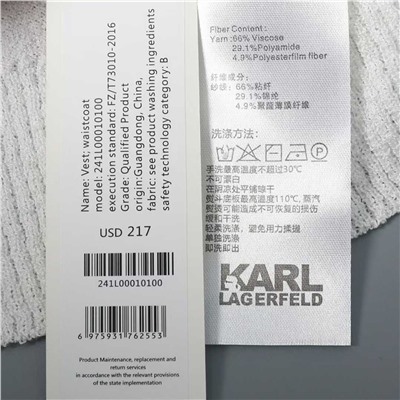 Name: Vest; waistcoat
model: 241L00010100
execution standard: FZ/T73010-2016
Grade: Qualified Product
origin:Guangdong, China,
fabric: see product washing ingredients
safety technology category: B
USD 217
241L00010100
6 975931 762553
Product Maintenance, replacement and
return services
in accordance with the relevant provisions
of the state implementation
Fiber Content:
Yarn:66% Viscose
29.1%Polyamide
4.9%Polyesterfilm fiber
纤维成分:
纱线: 66%粘纤
29.1%锦纶
4.9%聚酯薄膜纤维
洗涤方法:
手洗最高温度不超过30℃
不可漂白
在阴凉处平铺晾干
熨斗底板最高温度110℃,蒸汽
熨烫可能造成不可恢复的损伤
缓和干洗
轻柔洗涤, 避免用力揉搓
单独洗涤
即洗即出
KARL
LAGERFELD